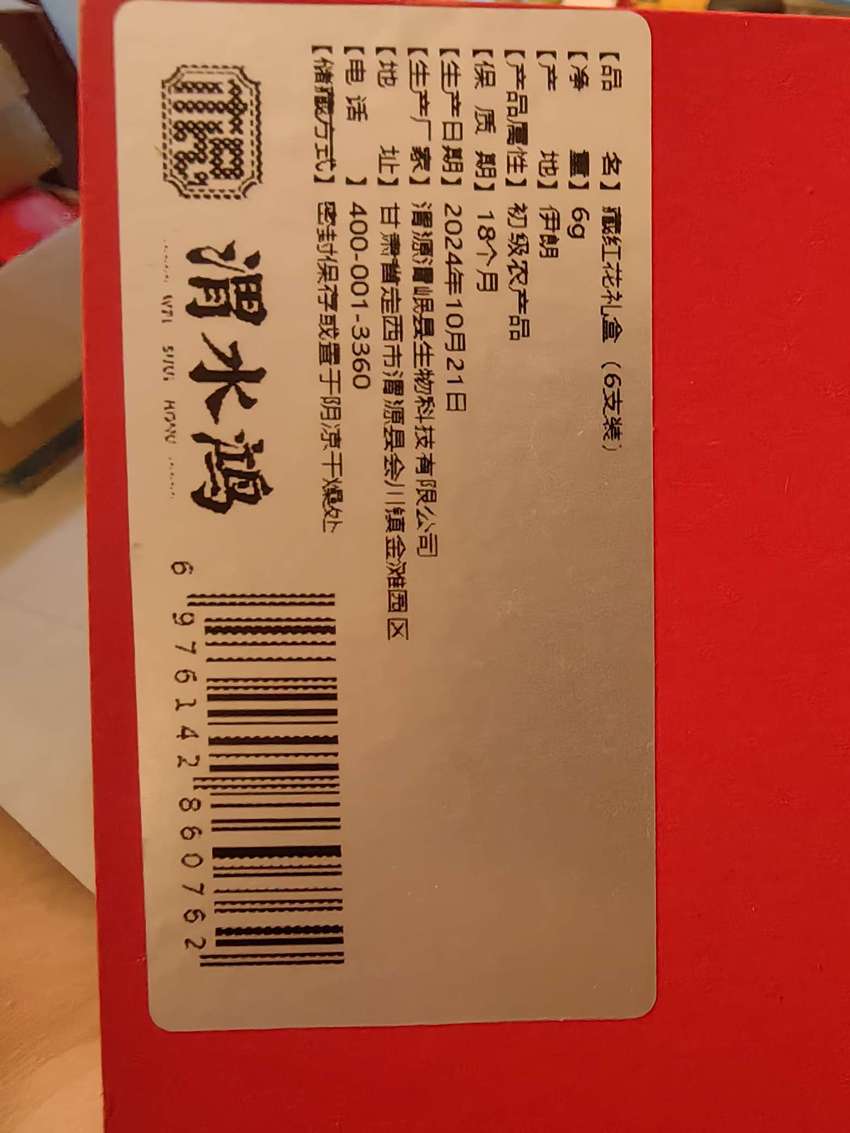 【品 名】藏红花礼盒（6支装）
【净 量】6g
【产 地】伊朗
【产品属性】初级农产品
【保 质 期】18个月
【生产日期】2024年10月21日
【生产厂家】渭源渭岷县生物科技有限公司
【地 址】甘肃省定西市渭源县会川镇金滩园区
【电 话 】400-001-3360
【储藏方式】密封保存或置于阴凉干燥处
渭水鸿
WEI SHUI HONG
6 976142 860762